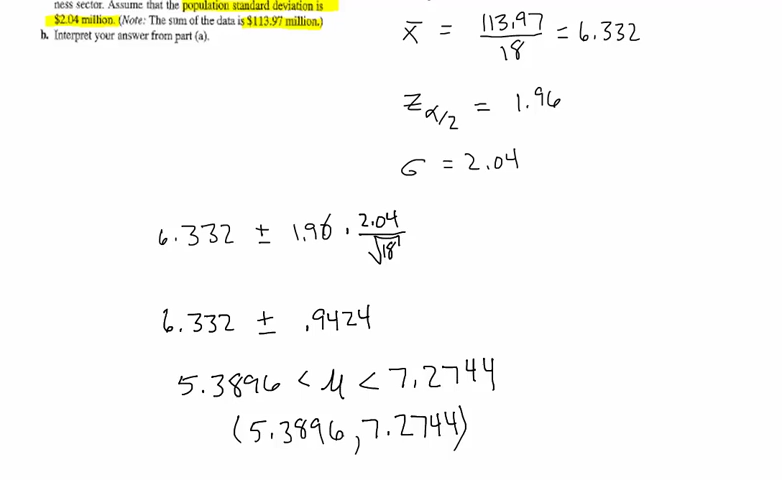 ness sector. Assume that the population standard deviation is
$2.04 million. (Note: The sum of the data is $113.97 million.)
b. Interpret your answer from part (a).
x̄ = 113.97/18 = 6.332
Zα/2 = 1.96
σ = 2.04
6.332 ± 1.96 · 2.04/√18
6.332 ± .9424
5.3896 < μ < 7.2744
(5.3896, 7.2744)